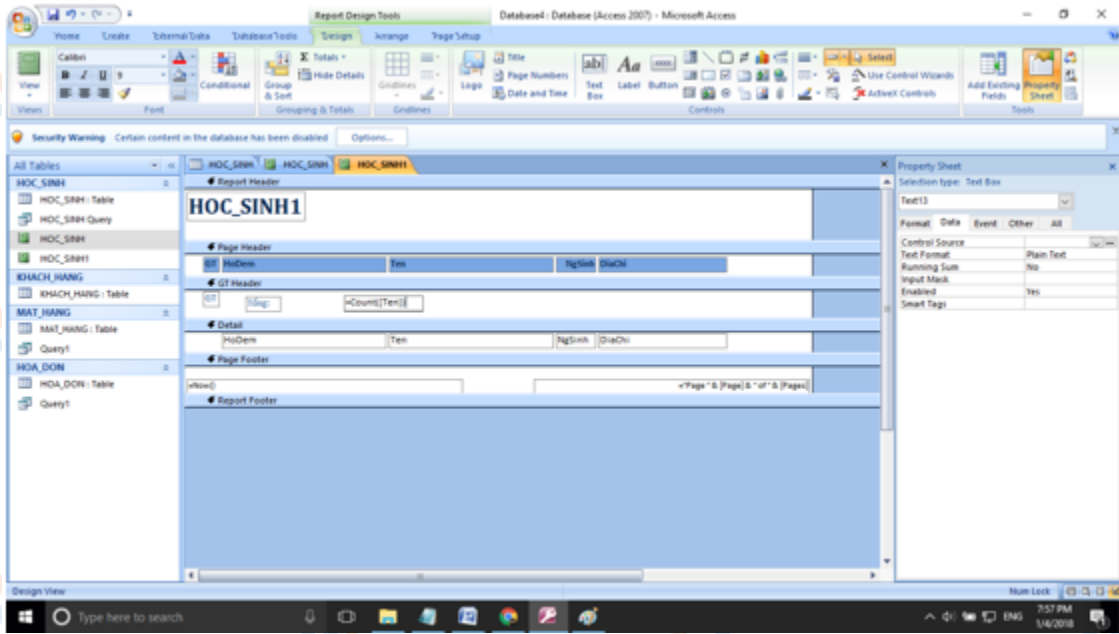 Report Design Tools
Database4 : Database (Access 2007) - Microsoft Access
Home Create External Data Database Tools Design Arrange Page Setup
View
Calibri
B I U 9
Conditional
Group & Sort
Σ Totals
Hide Details
Gridlines
Logo
Title
Page Numbers
Date and Time
ab|
Text Box
Aa
Label
Button
Select
Use Control Wizards
ActiveX Controls
Add Existing Fields
Property Sheet
Views Font Grouping & Totals Gridlines Controls Tools
Security Warning Certain content in the database has been disabled Options...
All Tables
HOC_SINH
HOC_SINH : Table
HOC_SINH Query
HOC_SINH
HOC_SINH1
KHACH_HANG
KHACH_HANG : Table
MAT_HANG
MAT_HANG : Table
Query1
HOA_DON
HOA_DON : Table
Query1
HOC_SINH HOC_SINH HOC_SINH1
Report Header
HOC_SINH1
Page Header
GT HoDem Ten NgSinh DiaChi
GT Header
GT Tổng: =Count([Ten])
Detail
HoDem Ten NgSinh DiaChi
Page Footer
=Now() ="Page " & [Page] & " of " & [Pages]
Report Footer
Property Sheet
Selection type: Text Box
Text13
Format Data Event Other All
Control Source
Text Format Plain Text
Running Sum No
Input Mask
Enabled Yes
Smart Tags
Design View
Num Lock
Type here to search
ENG
7:57 PM
1/4/2018